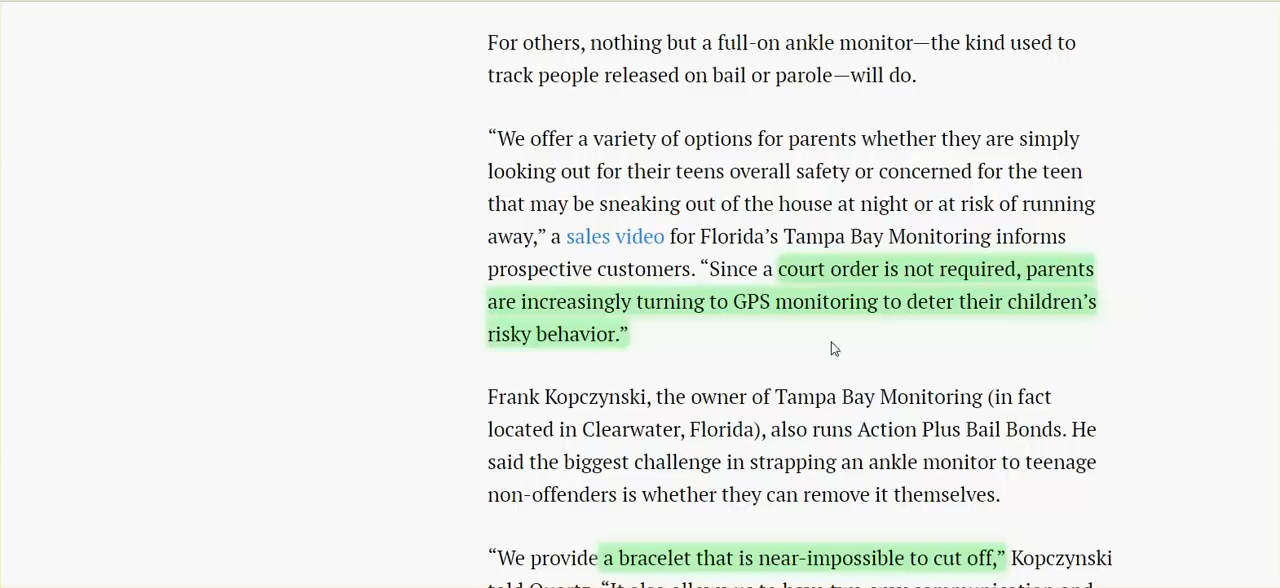 For others, nothing but a full-on ankle monitor—the kind used to
track people released on bail or parole—will do.
“We offer a variety of options for parents whether they are simply
looking out for their teens overall safety or concerned for the teen
that may be sneaking out of the house at night or at risk of running
away,” a sales video for Florida’s Tampa Bay Monitoring informs
prospective customers. “Since a court order is not required, parents
are increasingly turning to GPS monitoring to deter their children’s
risky behavior.”
Frank Kopczynski, the owner of Tampa Bay Monitoring (in fact
located in Clearwater, Florida), also runs Action Plus Bail Bonds. He
said the biggest challenge in strapping an ankle monitor to teenage
non-offenders is whether they can remove it themselves.
“We provide a bracelet that is near-impossible to cut off,” Kopczynski